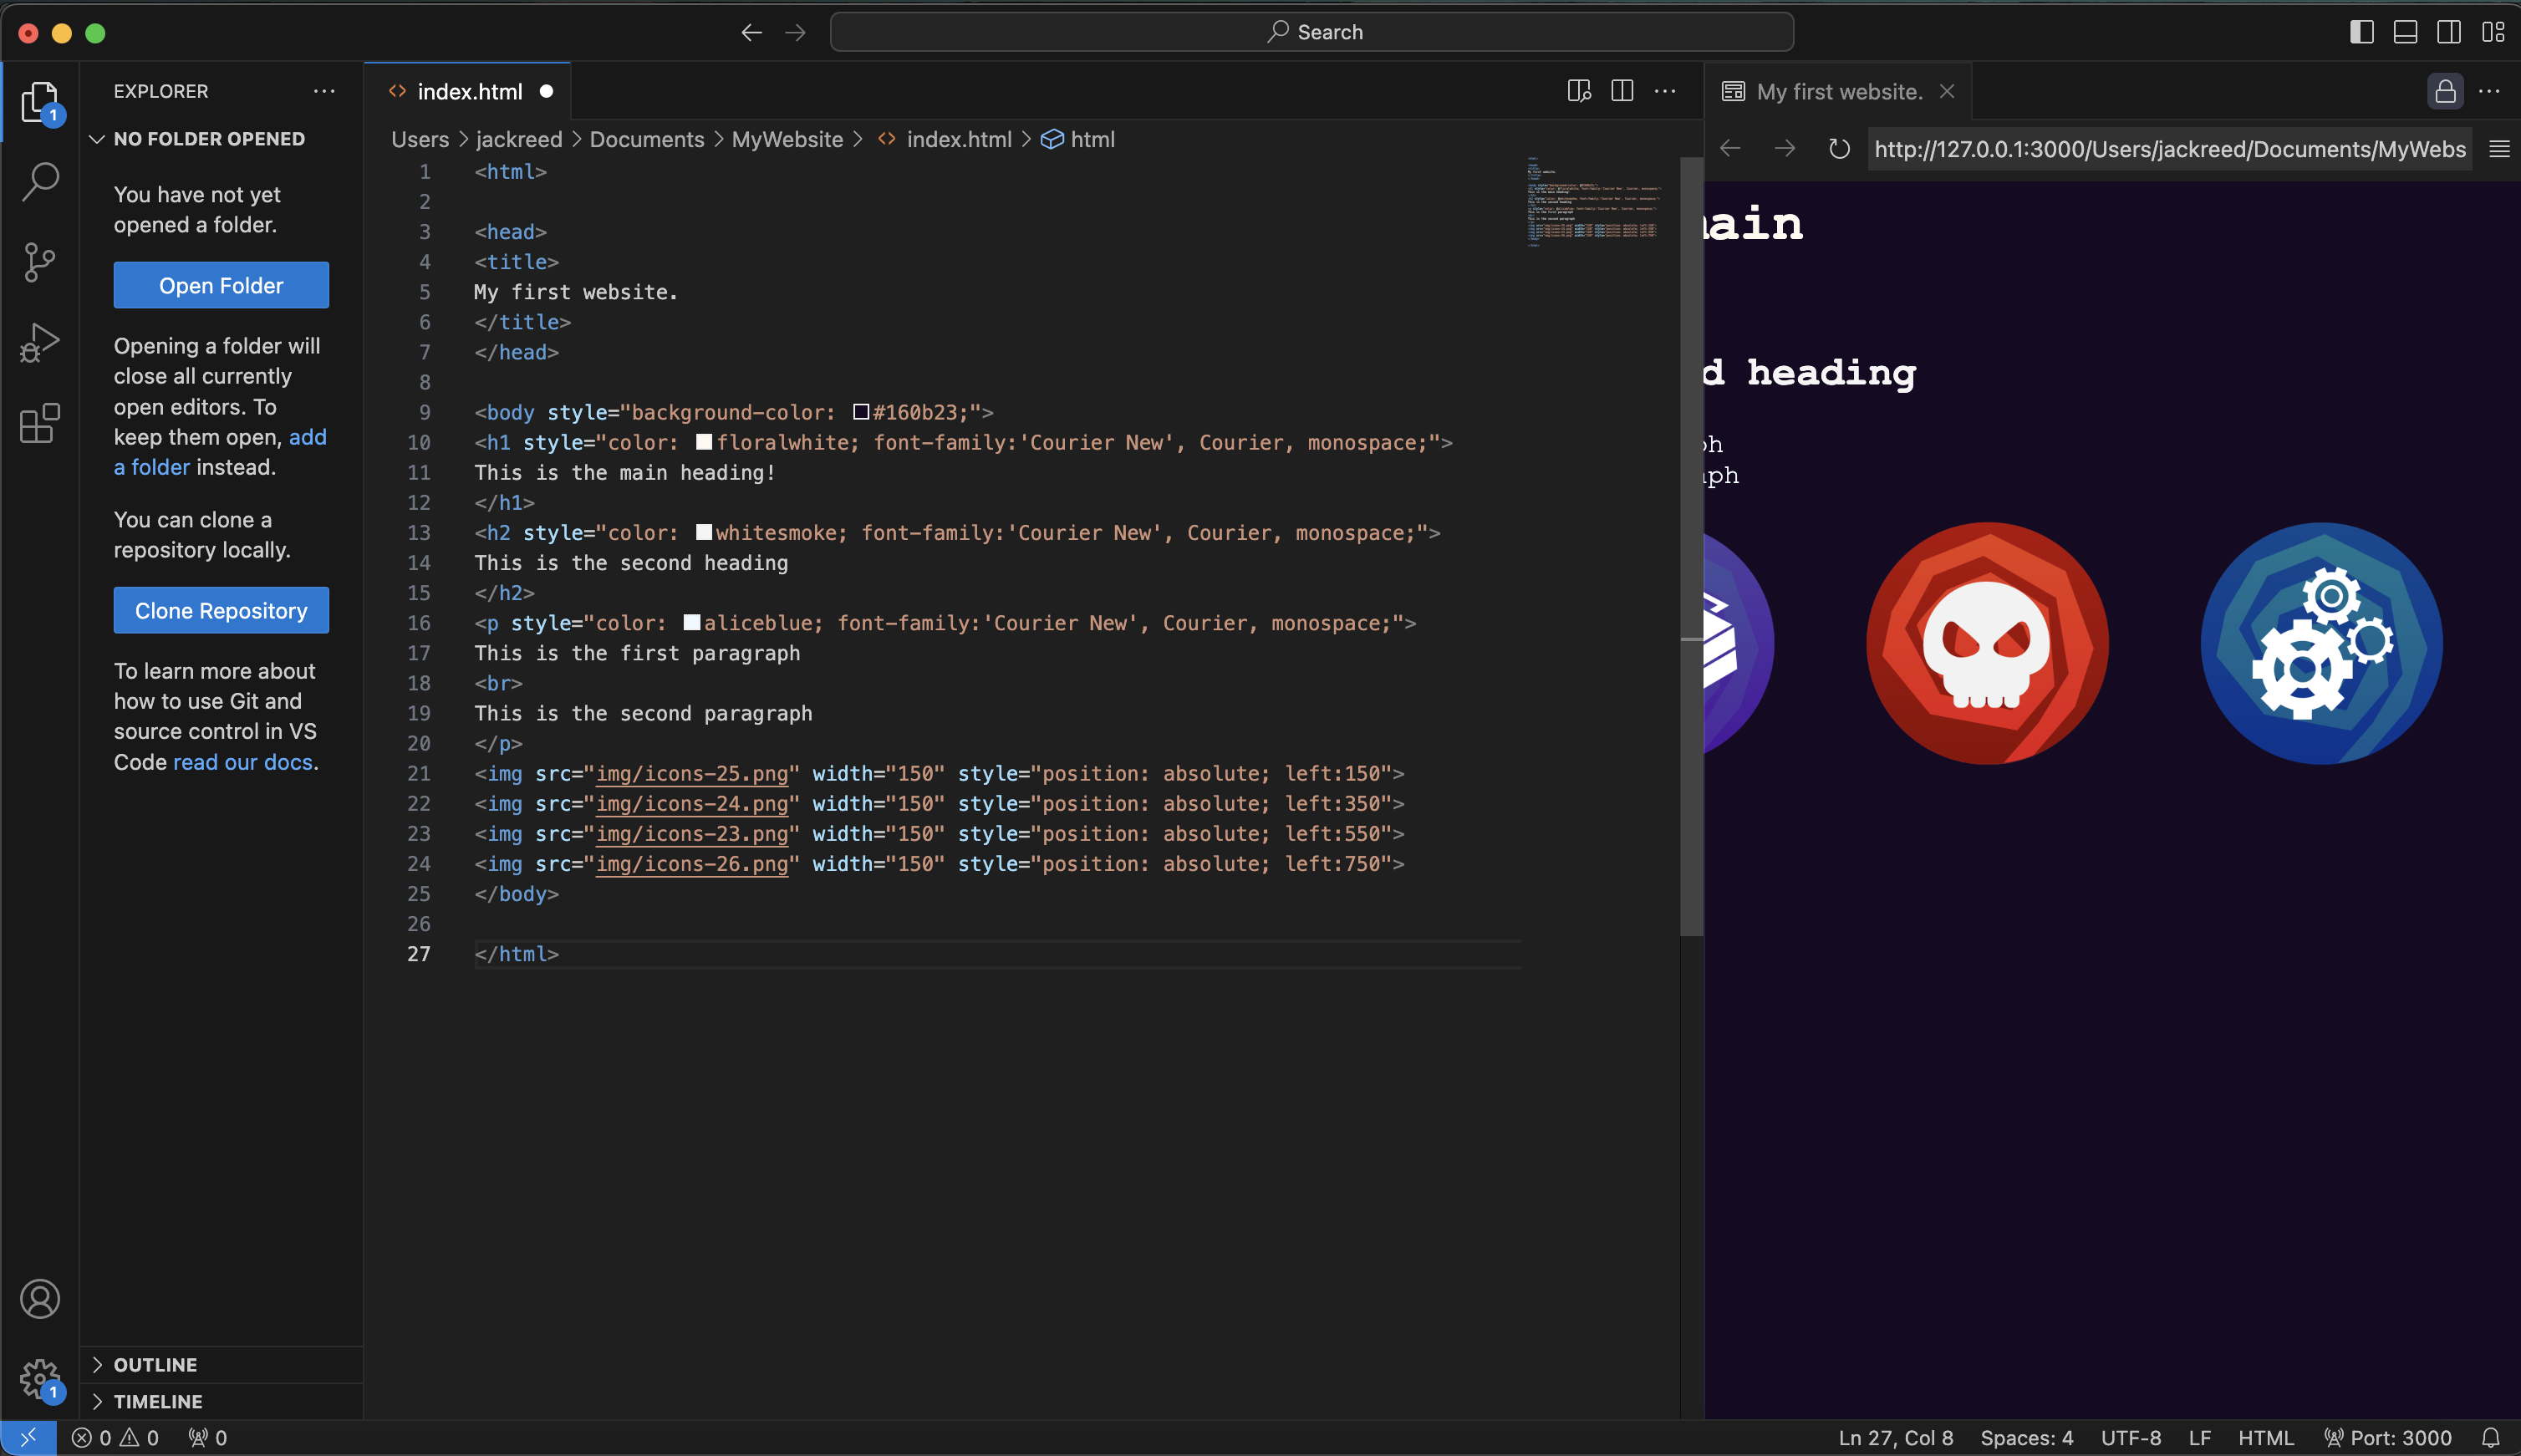 Search
EXPLORER
NO FOLDER OPENED
You have not yet
opened a folder.
Open Folder
Opening a folder will
close all currently
open editors. To
keep them open, add
a folder instead.
You can clone a
repository locally.
Clone Repository
To learn more about
how to use Git and
source control in VS
Code read our docs.
OUTLINE
TIMELINE
1
1
index.html
Users > jackreed > Documents > MyWebsite > <> index.html > html
1 <html>
2
3 <head>
4 <title>
5 My first website.
6 </title>
7 </head>
8
9 <body style="background-color: #160b23;">
10 <h1 style="color: floralwhite; font-family:'Courier New', Courier, monospace;">
11 This is the main heading!
12 </h1>
13 <h2 style="color: whitesmoke; font-family:'Courier New', Courier, monospace;">
14 This is the second heading
15 </h2>
16 <p style="color: aliceblue; font-family:'Courier New', Courier, monospace;">
17 This is the first paragraph
18 <br>
19 This is the second paragraph
20 </p>
21 <img src="img/icons-25.png" width="150" style="position: absolute; left:150">
22 <img src="img/icons-24.png" width="150" style="position: absolute; left:350">
23 <img src="img/icons-23.png" width="150" style="position: absolute; left:550">
24 <img src="img/icons-26.png" width="150" style="position: absolute; left:750">
25 </body>
26
27 </html>
My first website.
http://127.0.0.1:3000/Users/jackreed/Documents/MyWebs
ain
d heading
ph
aph
0 0 0
Ln 27, Col 8 Spaces: 4 UTF-8 LF HTML Port: 3000